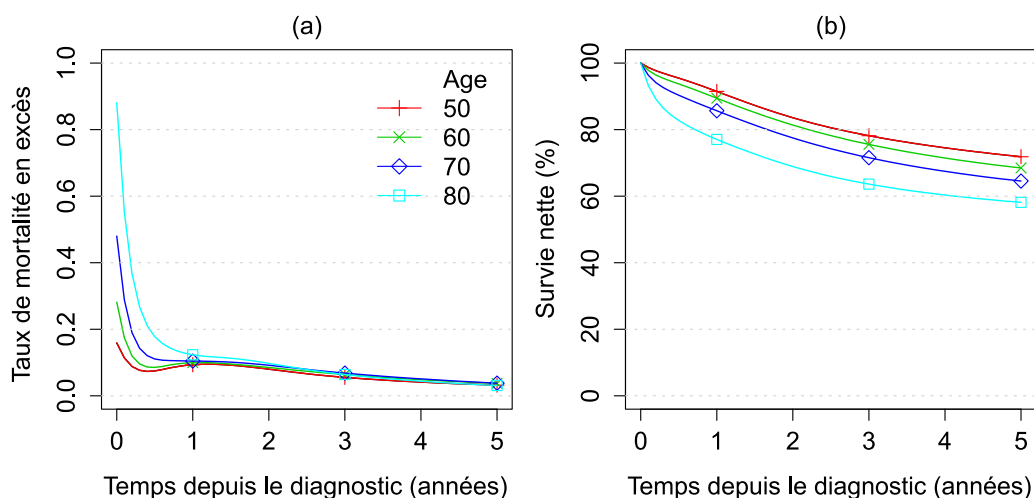 (a)
Taux de mortalité en excès
1.0
0.8
0.6
0.4
0.2
0.0
Age
50
60
70
80
0 1 2 3 4 5
Temps depuis le diagnostic (années)
(b)
Survie nette (%)
100
80
60
40
20
0
0 1 2 3 4 5
Temps depuis le diagnostic (années)